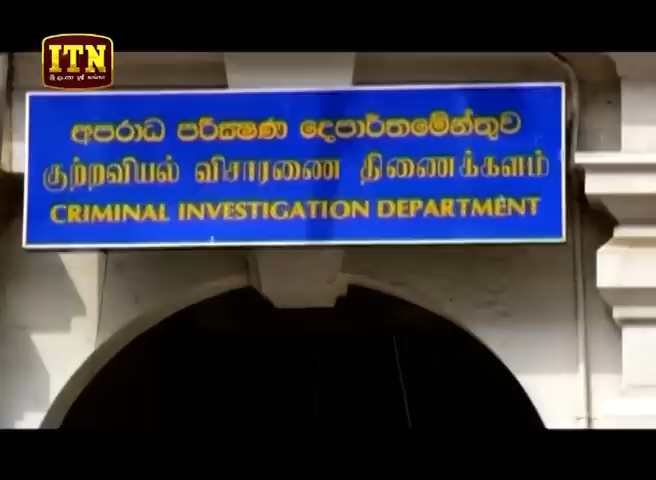 ITN
අපරාධ පරීක්ෂණ දෙපාර්තමේන්තුව
குற்றவியல் விசாரணை திணைக்களம்
CRIMINAL INVESTIGATION DEPARTMENT